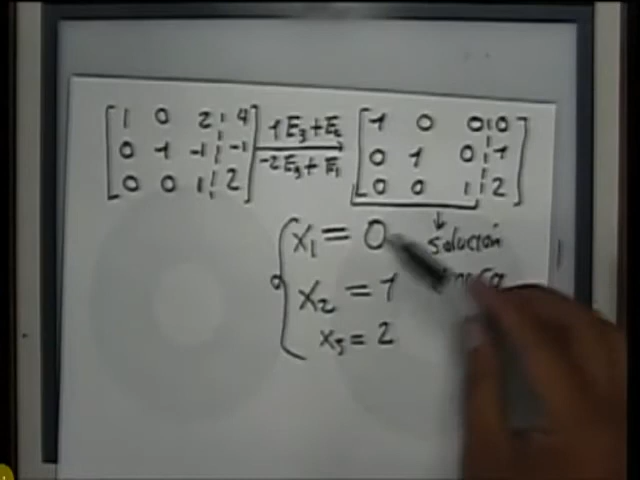 [1 0 2 ¦ 4] 1E₃+E₂ [1 0 0 ¦ 0]
[0 1 -1 ¦ -1] -2E₃+E₁ [0 1 0 ¦ 1]
[0 0 1 ¦ 2] [0 0 1 ¦ 2]
x₁ = 0 solución
x₂ = 1
x₃ = 2